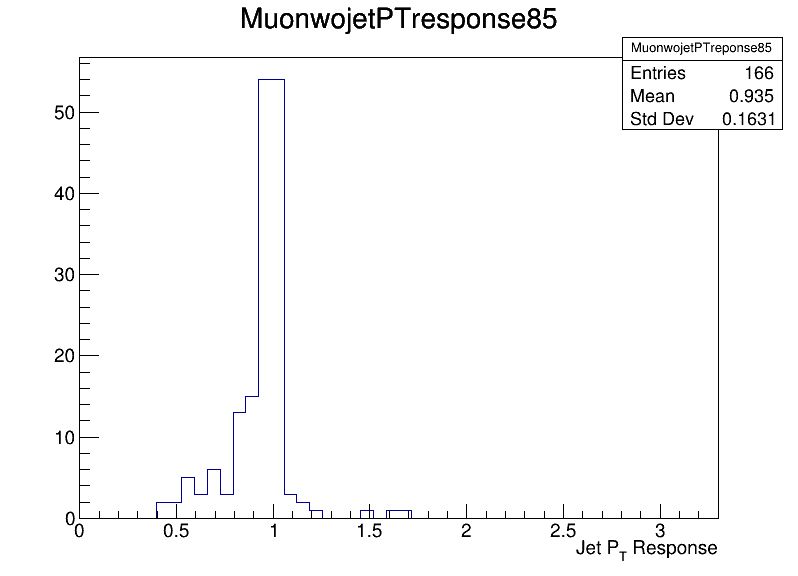 MuonwojetPTresponse85
MuonwojetPTreponse85
Entries 166
Mean 0.935
Std Dev 0.1631
50
40
30
20
10
0
0 0.5 1 1.5 2 2.5 3
Jet PT Response